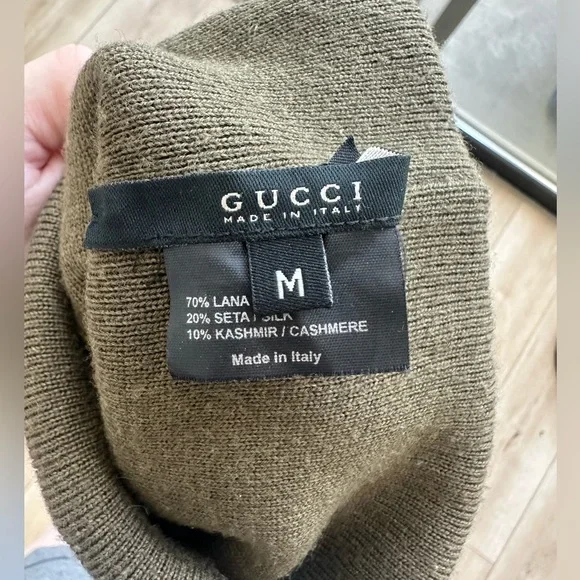 GUCCI
MADE IN ITALY
M
70% LANA
20% SETA / SILK
10% KASHMIR / CASHMERE
Made in Italy